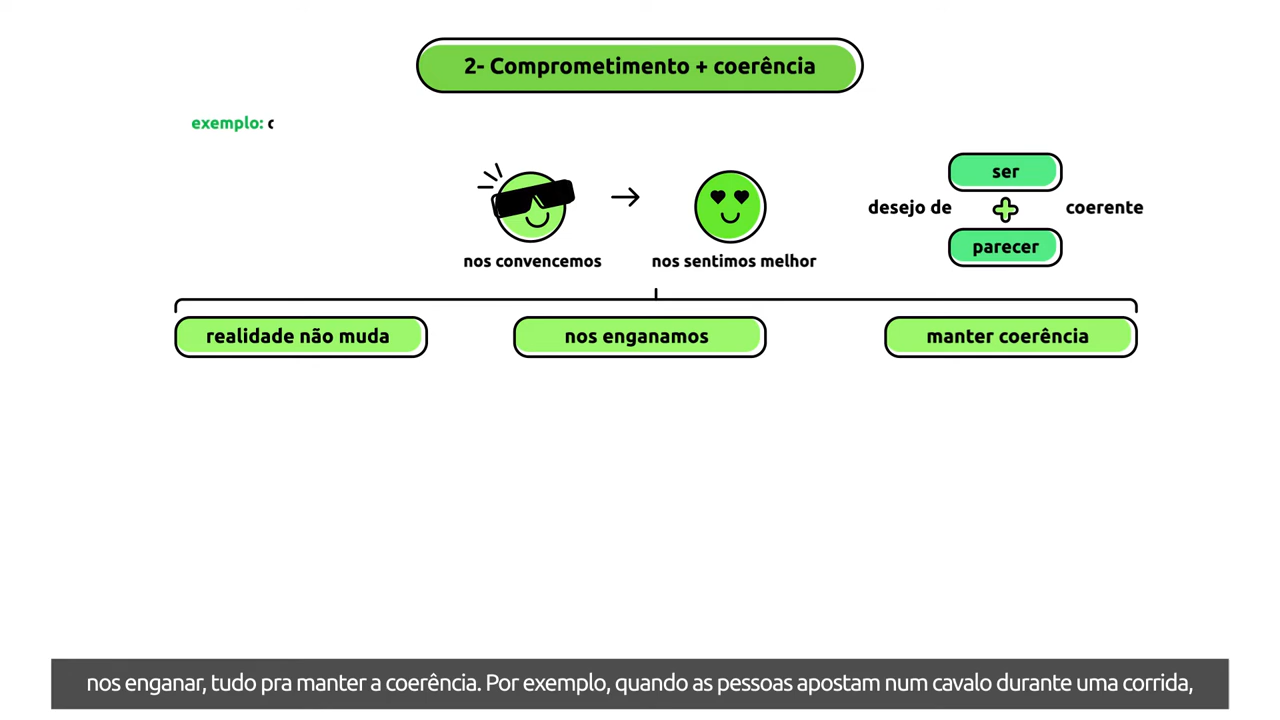 2- Comprometimento + coerência
exemplo: c
nos convencemos
nos sentimos melhor
desejo de
ser
parecer
coerente
realidade não muda
nos enganamos
manter coerência
nos enganar, tudo pra manter a coerência. Por exemplo, quando as pessoas apostam num cavalo durante uma corrida,